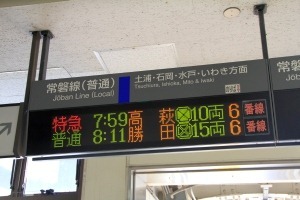 常磐線(普通)
Jōban Line (Local)
土浦・石岡・水戸・いわき方面
Tsuchiura, Ishioka, Mito & Iwaki
特急 7:59 高萩 10両 6番線
普通 8:11 勝田 15両 6番線